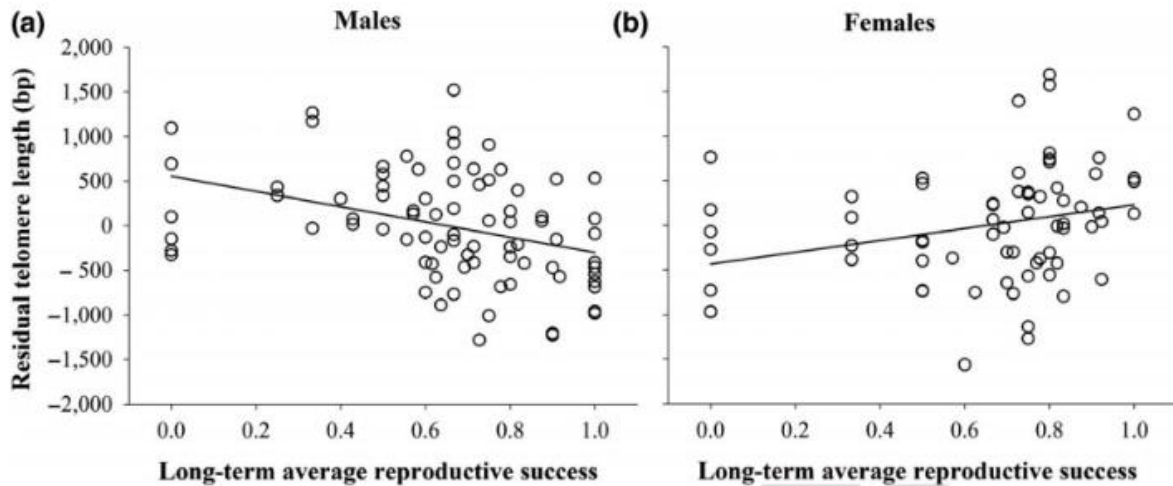 (a) Males
(b) Females
Residual telomere length (bp)
2,000
1,500
1,000
500
0
−500
−1,000
−1,500
−2,000
0.0 0.2 0.4 0.6 0.8 1.0
0.0 0.2 0.4 0.6 0.8 1.0
Long-term average reproductive success
Long-term average reproductive success